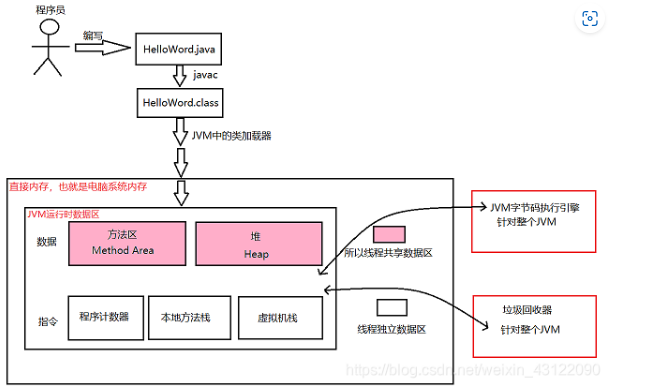 程序员
编写
HelloWord.java
javac
HelloWord.class
JVM中的类加载器
直接内存，也就是电脑系统内存
JVM运行时数据区
数据
方法区
Method Area
堆
Heap
所以线程共享数据区
指令
程序计数器
本地方法栈
虚拟机栈
线程独立数据区
JVM字节码执行引擎
针对整个JVM
垃圾回收器
针对整个JVM
https://blog.csdn.net/weixin_43122090